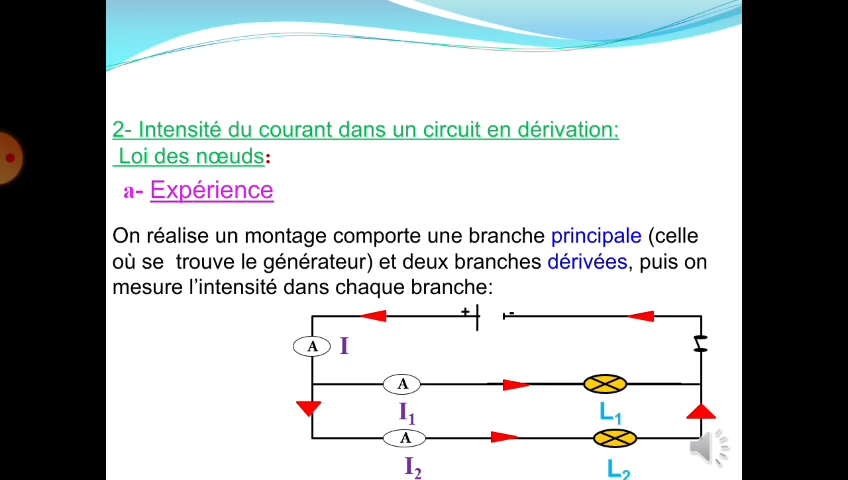 2- Intensité du courant dans un circuit en dérivation:
Loi des nœuds:
a- Expérience
On réalise un montage comporte une branche principale (celle
où se trouve le générateur) et deux branches dérivées, puis on
mesure l’intensité dans chaque branche:
+ -
A I
A
I₁ L₁
A
I₂ L₂